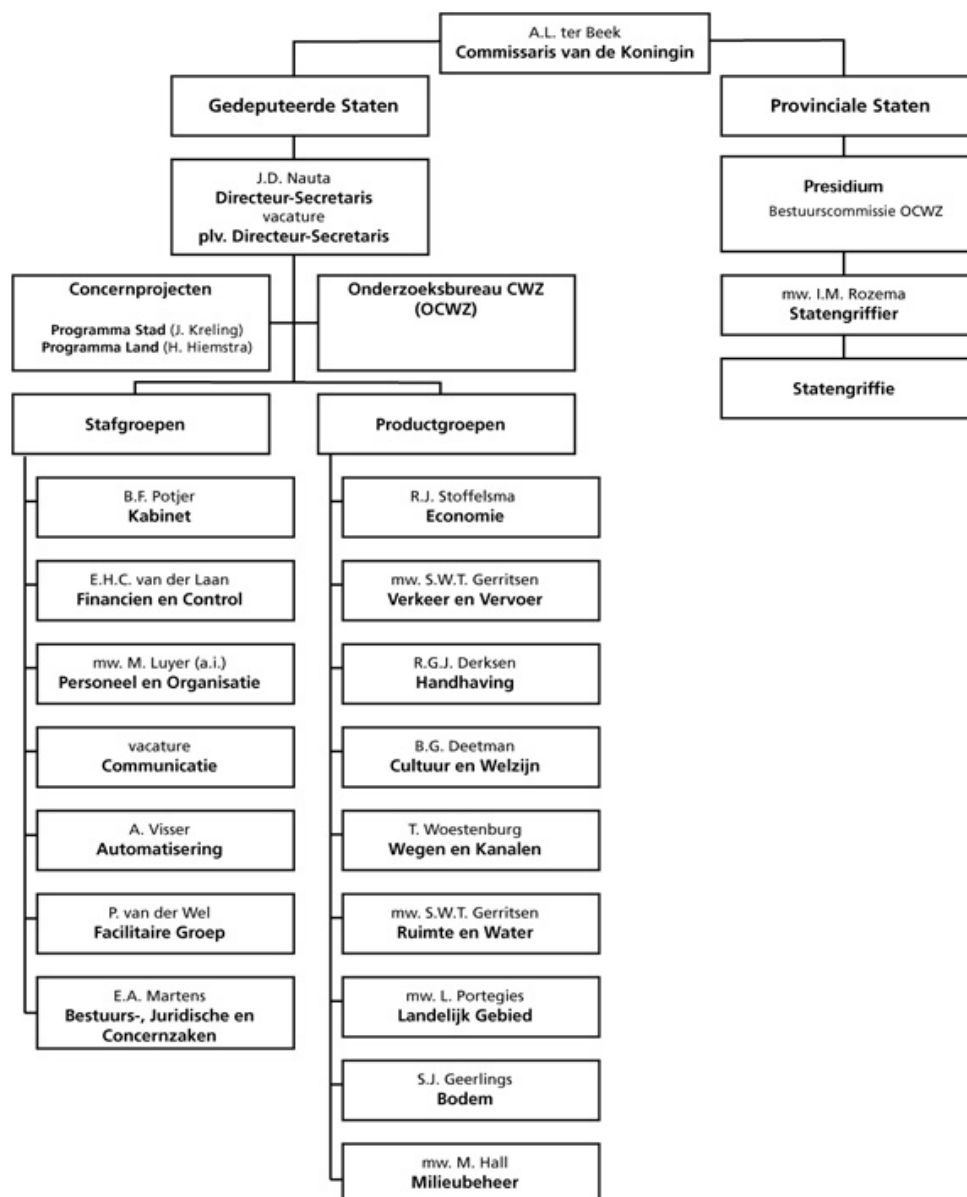 A.L. ter Beek
Commissaris van de Koningin
Gedeputeerde Staten
Provinciale Staten
J.D. Nauta
Directeur-Secretaris
vacature
plv. Directeur-Secretaris
Presidium
Bestuurscommissie OCWZ
Concernprojecten
Programma Stad (J. Kreling)
Programma Land (H. Hiemstra)
Onderzoeksbureau CWZ
(OCWZ)
mw. I.M. Rozema
Statengriffier
Statengriffie
Stafgroepen
Productgroepen
B.F. Potjer
Kabinet
E.H.C. van der Laan
Financien en Control
mw. M. Luyer (a.i.)
Personeel en Organisatie
vacature
Communicatie
A. Visser
Automatisering
P. van der Wel
Facilitaire Groep
E.A. Martens
Bestuurs-, Juridische en
Concernzaken
R.J. Stoffelsma
Economie
mw. S.W.T. Gerritsen
Verkeer en Vervoer
R.G.J. Derksen
Handhaving
B.G. Deetman
Cultuur en Welzijn
T. Woestenburg
Wegen en Kanalen
mw. S.W.T. Gerritsen
Ruimte en Water
mw. L. Portegies
Landelijk Gebied
S.J. Geerlings
Bodem
mw. M. Hall
Milieubeheer